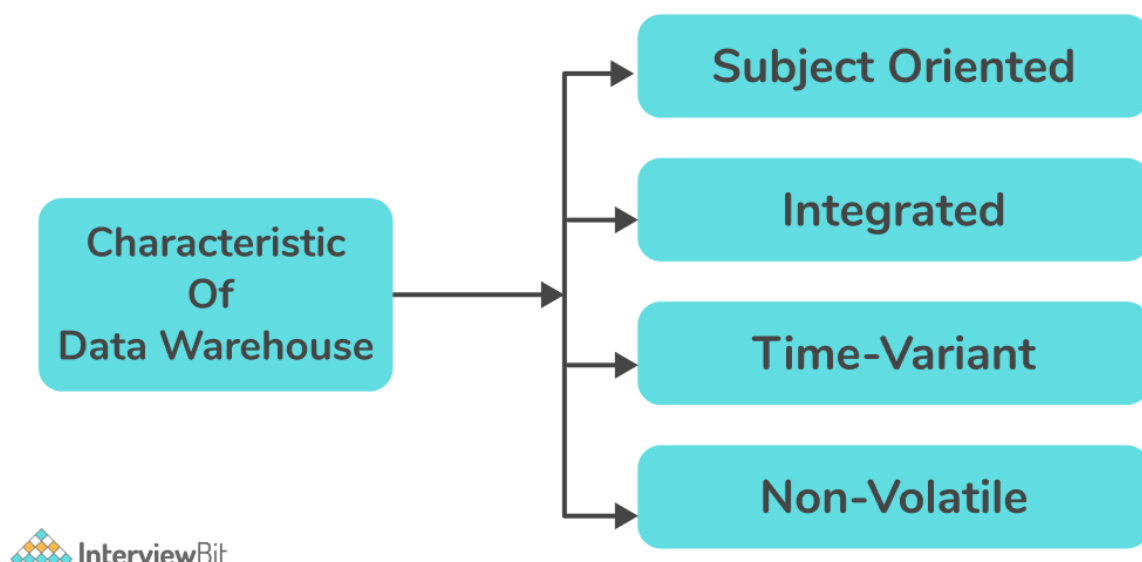 Subject Oriented
Characteristic
Of
Data Warehouse
Integrated
Time-Variant
Non-Volatile
InterviewBit